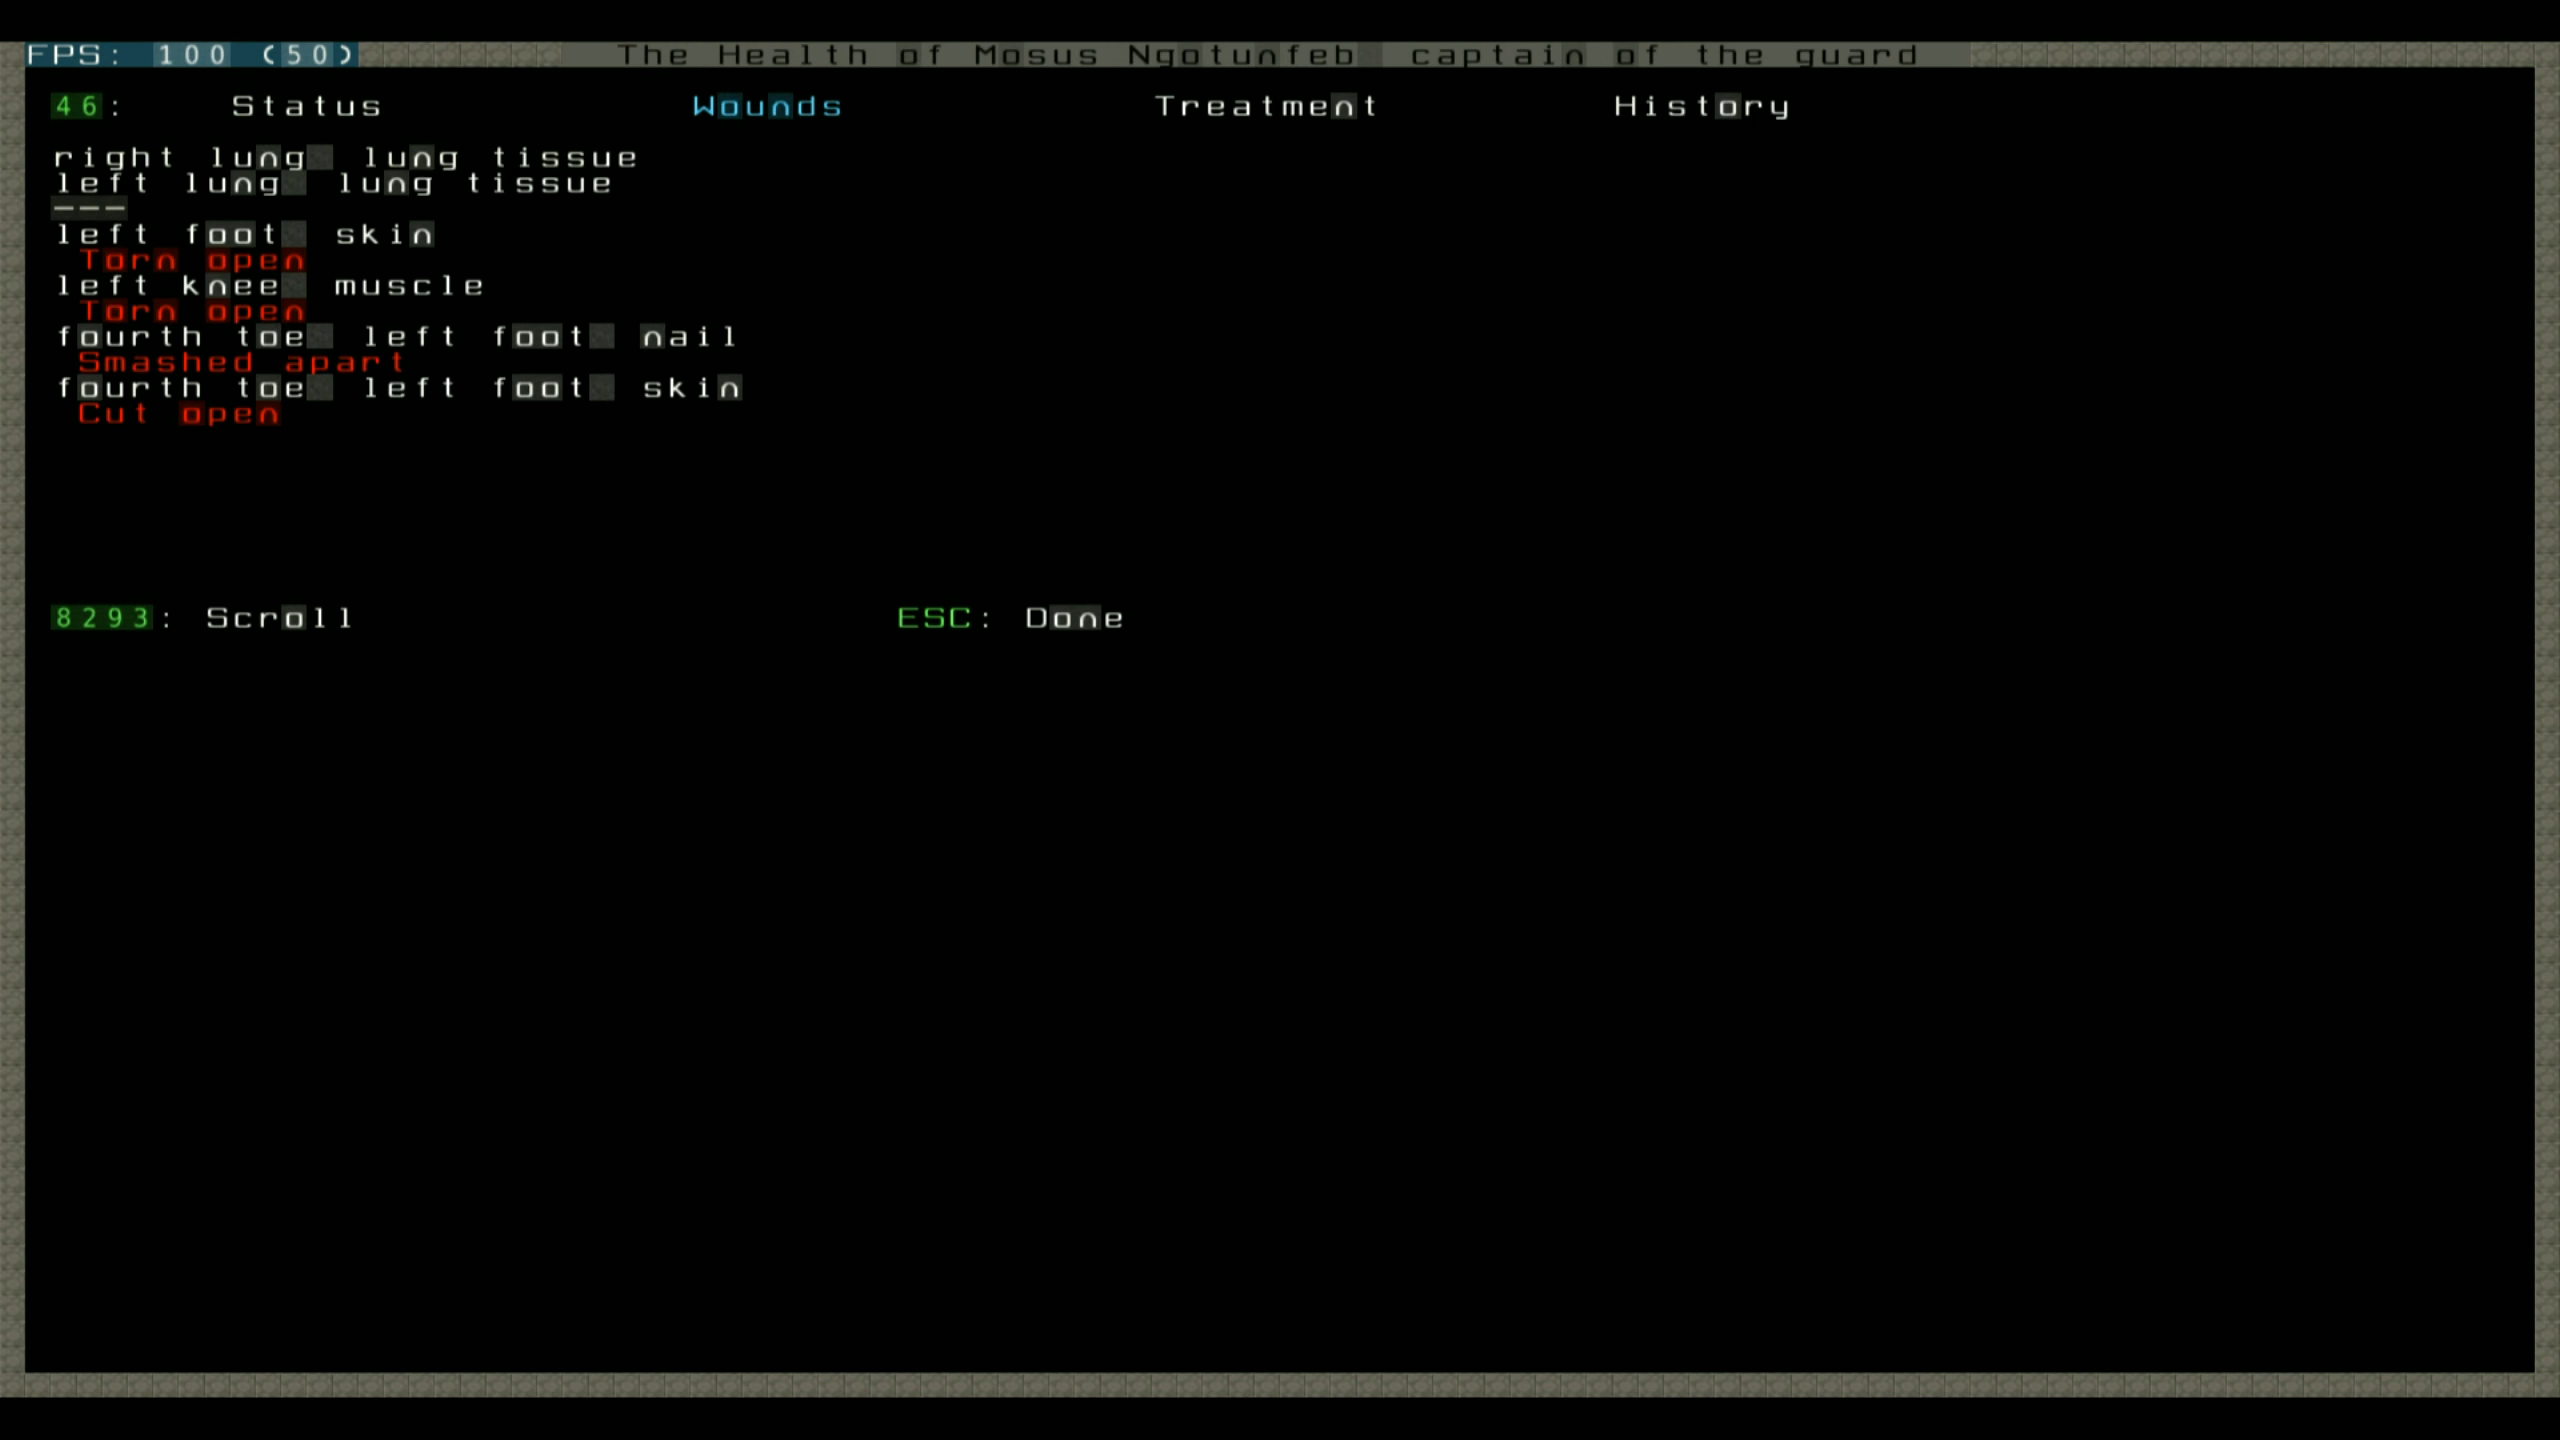 FPS: 100 (50) The Health of Mosus Ngotunfeb captain of the guard
46: Status Wounds Treatment History
right lung lung tissue
left lung lung tissue
---
left foot skin
Torn open
left knee muscle
Torn open
fourth toe left foot nail
Smashed apart
fourth toe left foot skin
Cut open
8293: Scroll ESC: Done